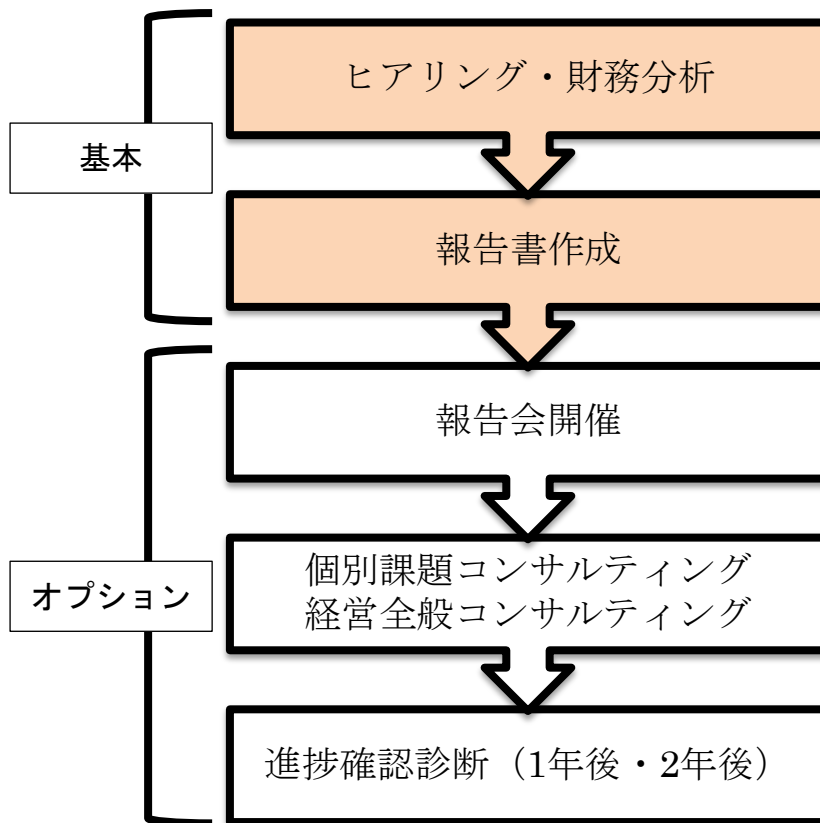 ヒアリング・財務分析
基本
報告書作成
報告会開催
個別課題コンサルティング
経営全般コンサルティング
オプション
進捗確認診断（1年後・2年後）